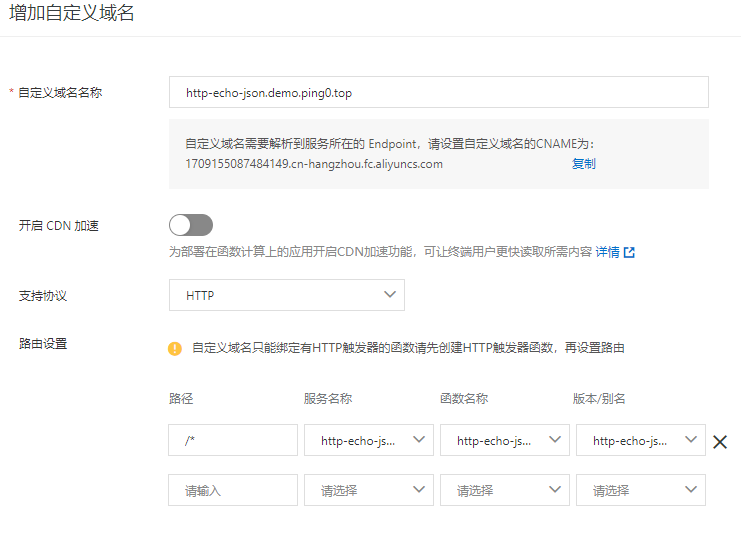 增加自定义域名
* 自定义域名名称
http-echo-json.demo.ping0.top
自定义域名需要解析到服务所在的 Endpoint，请设置自定义域名的CNAME为：
1709155087484149.cn-hangzhou.fc.aliyuncs.com 复制
开启 CDN 加速
为部署在函数计算上的应用开启CDN加速功能，可让终端用户更快读取所需内容 详情
支持协议 HTTP
路由设置 自定义域名只能绑定有HTTP触发器的函数请先创建HTTP触发器函数，再设置路由
路径 服务名称 函数名称 版本/别名
/* http-echo-js... http-echo-js... http-echo-js...
请输入 请选择 请选择 请选择